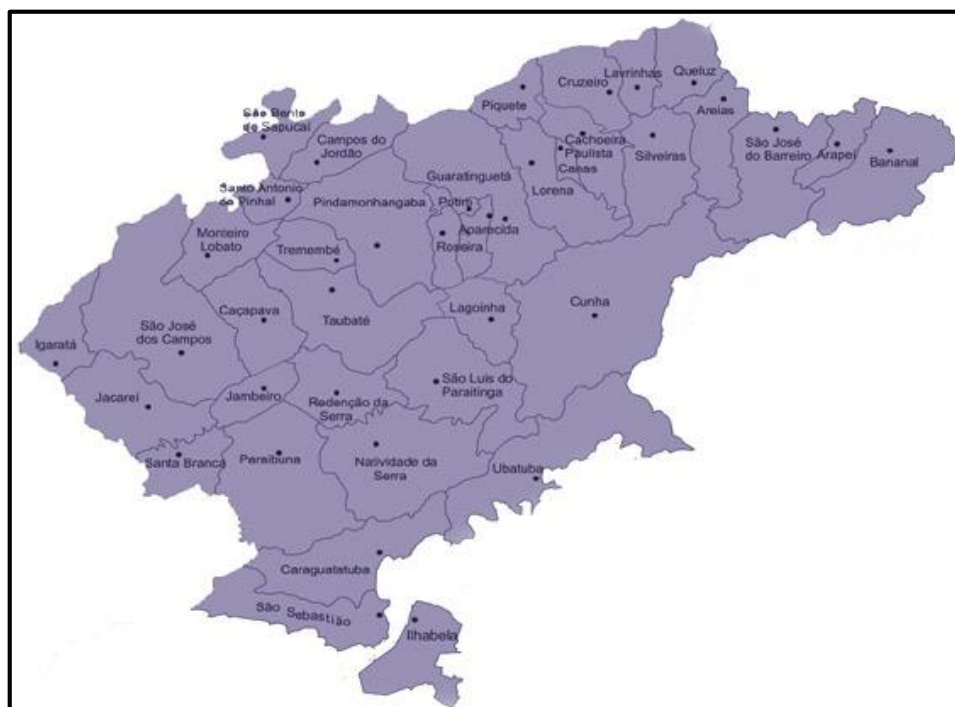 Lavrinhas
Queluz
Cruzeiro
Piquete
Areias
São Bento
do Sapucaí
Campos do
Jordão
Cachoeira
Paulista
Canas
Silveiras
São José
do Barreiro
Arapeí
Bananal
Guaratinguetá
Lorena
Santo Antonio
do Pinhal
Pindamonhangaba
Potim
Aparecida
Roseira
Monteiro
Lobato
Tremembé
Caçapava
Taubaté
Lagoinha
Cunha
São José
dos Campos
Igaratá
São Luis do
Paraitinga
Jacareí
Jambeiro
Redenção da
Serra
Santa Branca
Paraibuna
Natividade da
Serra
Ubatuba
Caraguatatuba
São Sebastião
Ilhabela